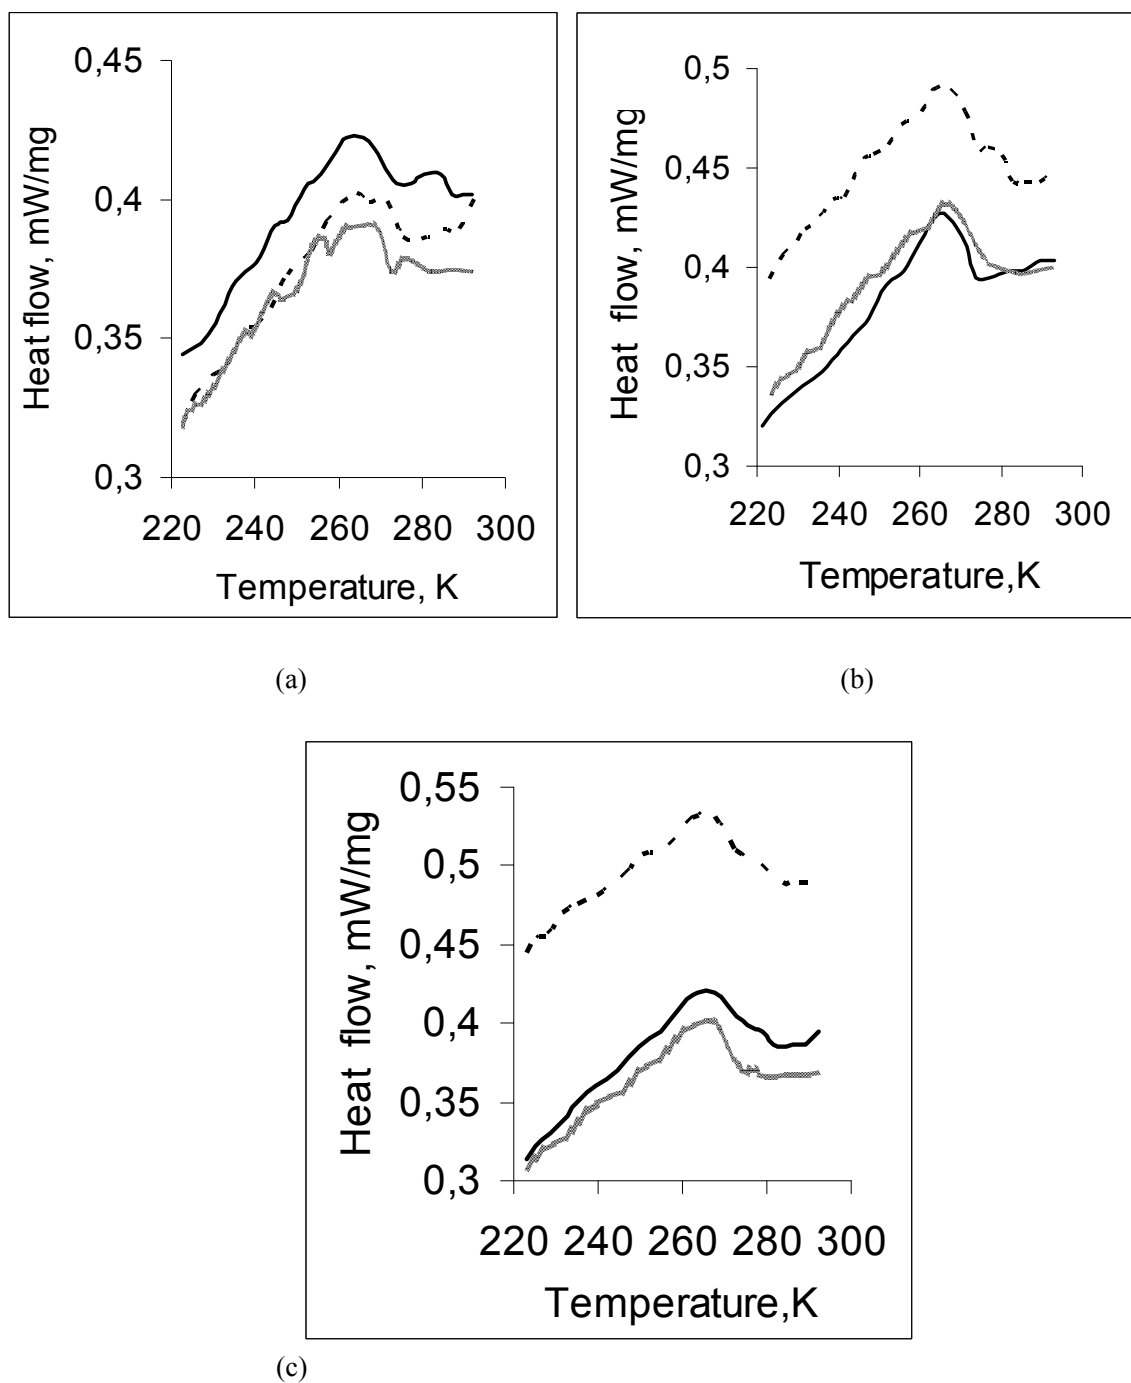 0,45
0,4
0,35
0,3
220 240 260 280 300
Heat flow, mW/mg
Temperature, K
(a)
0,5
0,45
0,4
0,35
0,3
220 240 260 280 300
Heat flow, mW/mg
Temperature,K
(b)
0,55
0,5
0,45
0,4
0,35
0,3
220 240 260 280 300
Heat flow, mW/mg
Temperature,K
(c)